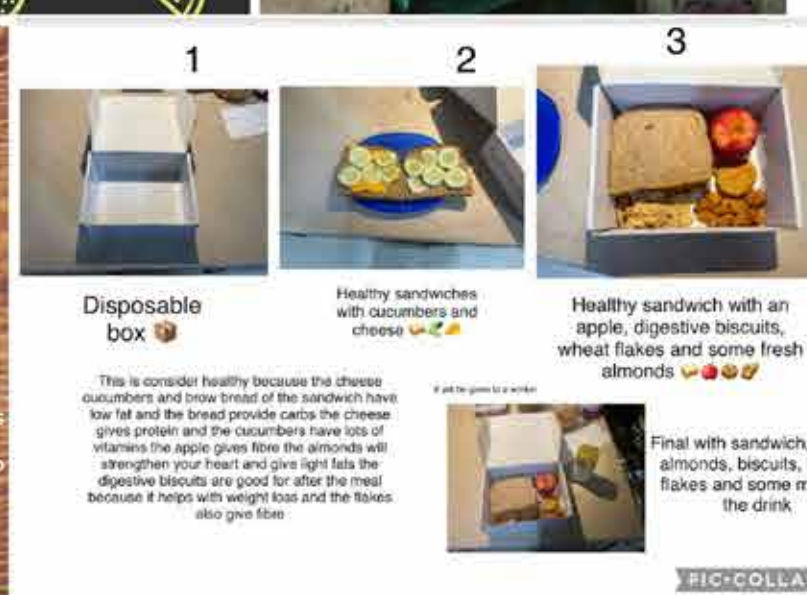 1
2
3
Disposable
box 📦
Healthy sandwiches
with cucumbers and
cheese 🥪🥒🧀
Healthy sandwich with an
apple, digestive biscuits,
wheat flakes and some fresh
almonds
This is consider healthy because the cheese
cucumbers and brow bread of the sandwich have
low fat and the bread provide carbs the cheese
gives protein and the cucumbers have lots of
vitamins the apple gives fibre the almonds will
strengthen your heart and give light fats the
digestive biscuits are good for after the meal
because it helps with weight loss and the flakes
also give fibre
will be given to a worker
Final with sandwich,
almonds, biscuits,
flakes and some m
the drink
PIC•COLLA